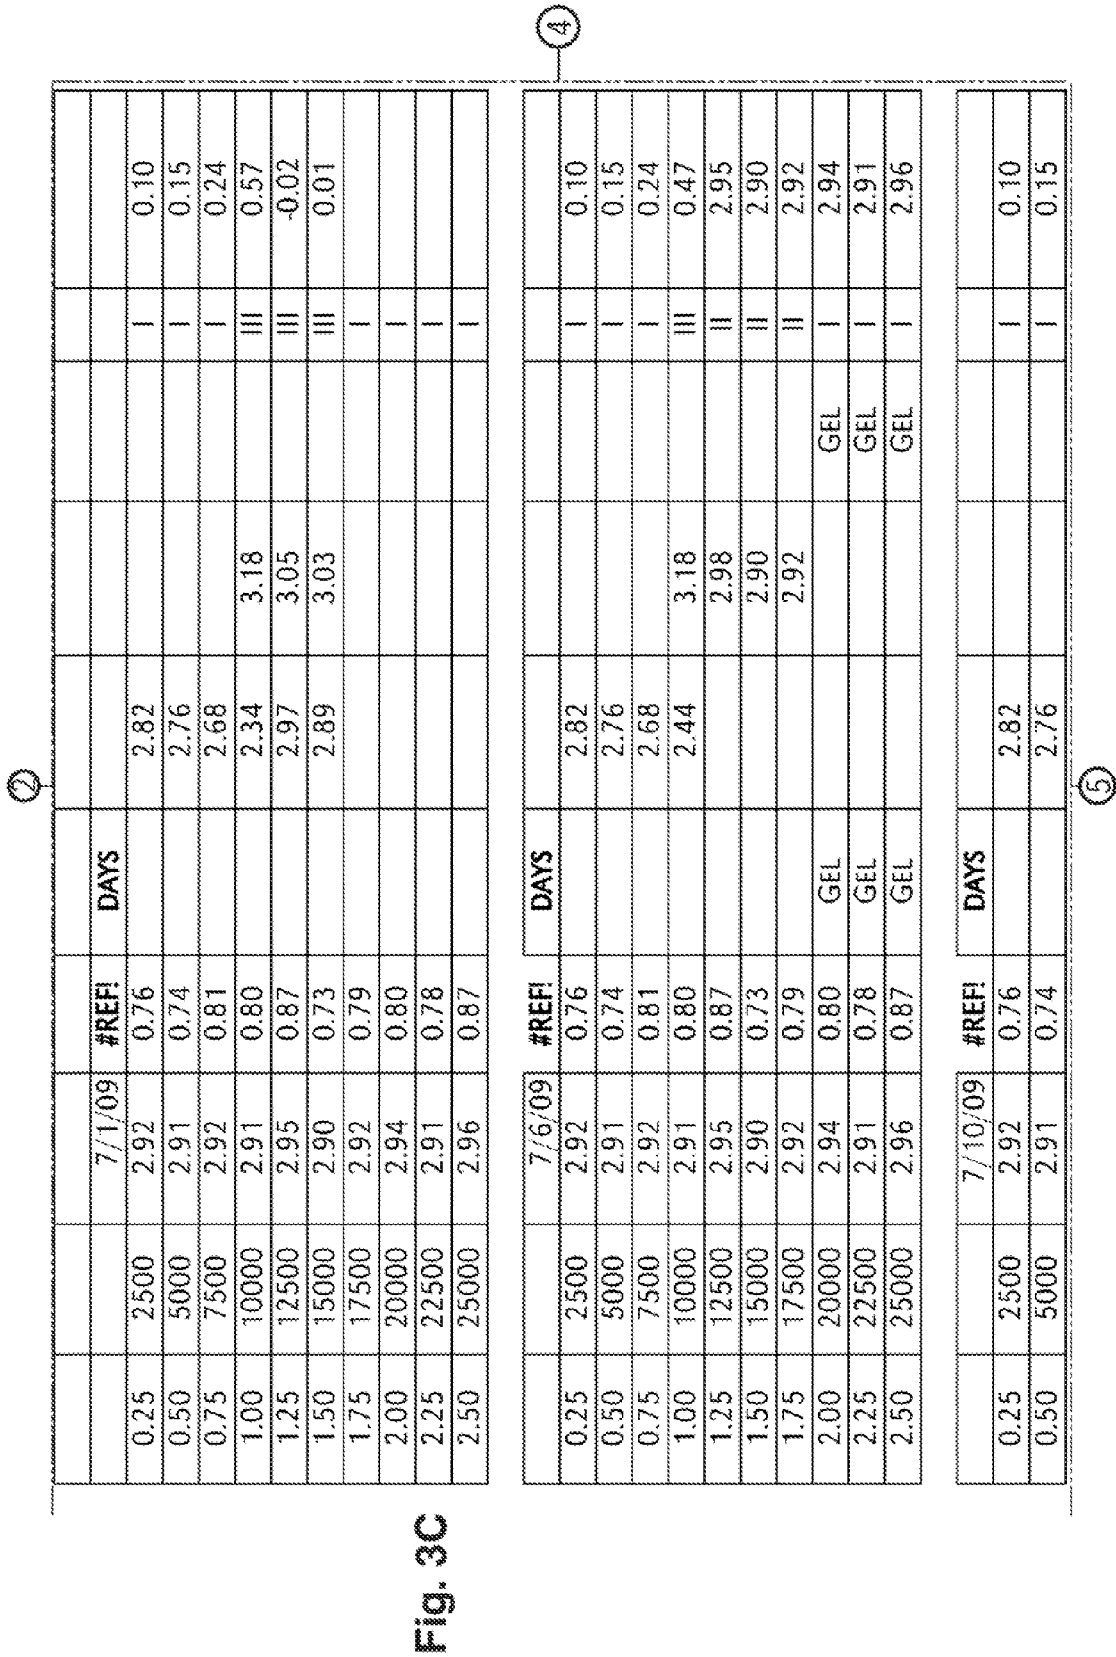 2
7/1/09 #REF! DAYS
0.25 2500 2.92 0.76 2.82 I 0.10
0.50 5000 2.91 0.74 2.76 I 0.15
0.75 7500 2.92 0.81 2.68 I 0.24
1.00 10000 2.91 0.80 2.34 3.18 IIII 0.57
1.25 12500 2.95 0.87 2.97 3.05 IIII -0.02
1.50 15000 2.90 0.73 2.89 3.03 IIII 0.01
1.75 17500 2.92 0.79 I
2.00 20000 2.94 0.80 I
2.25 22500 2.91 0.78 I
2.50 25000 2.96 0.87 I
7/6/09 #REF! DAYS
0.25 2500 2.92 0.76 2.82 I 0.10
0.50 5000 2.91 0.74 2.76 I 0.15
0.75 7500 2.92 0.81 2.68 I 0.24
1.00 10000 2.91 0.80 2.44 3.18 IIII 0.47
1.25 12500 2.95 0.87 2.98 II 2.95
1.50 15000 2.90 0.73 2.90 II 2.90
1.75 17500 2.92 0.79 2.92 II 2.92
2.00 20000 2.94 0.80 GEL GEL I 2.94
2.25 22500 2.91 0.78 GEL GEL I 2.91
2.50 25000 2.96 0.87 GEL GEL I 2.96
4
7/10/09 #REF! DAYS
0.25 2500 2.92 0.76 2.82 I 0.10
0.50 5000 2.91 0.74 2.76 I 0.15
5
Fig. 3C